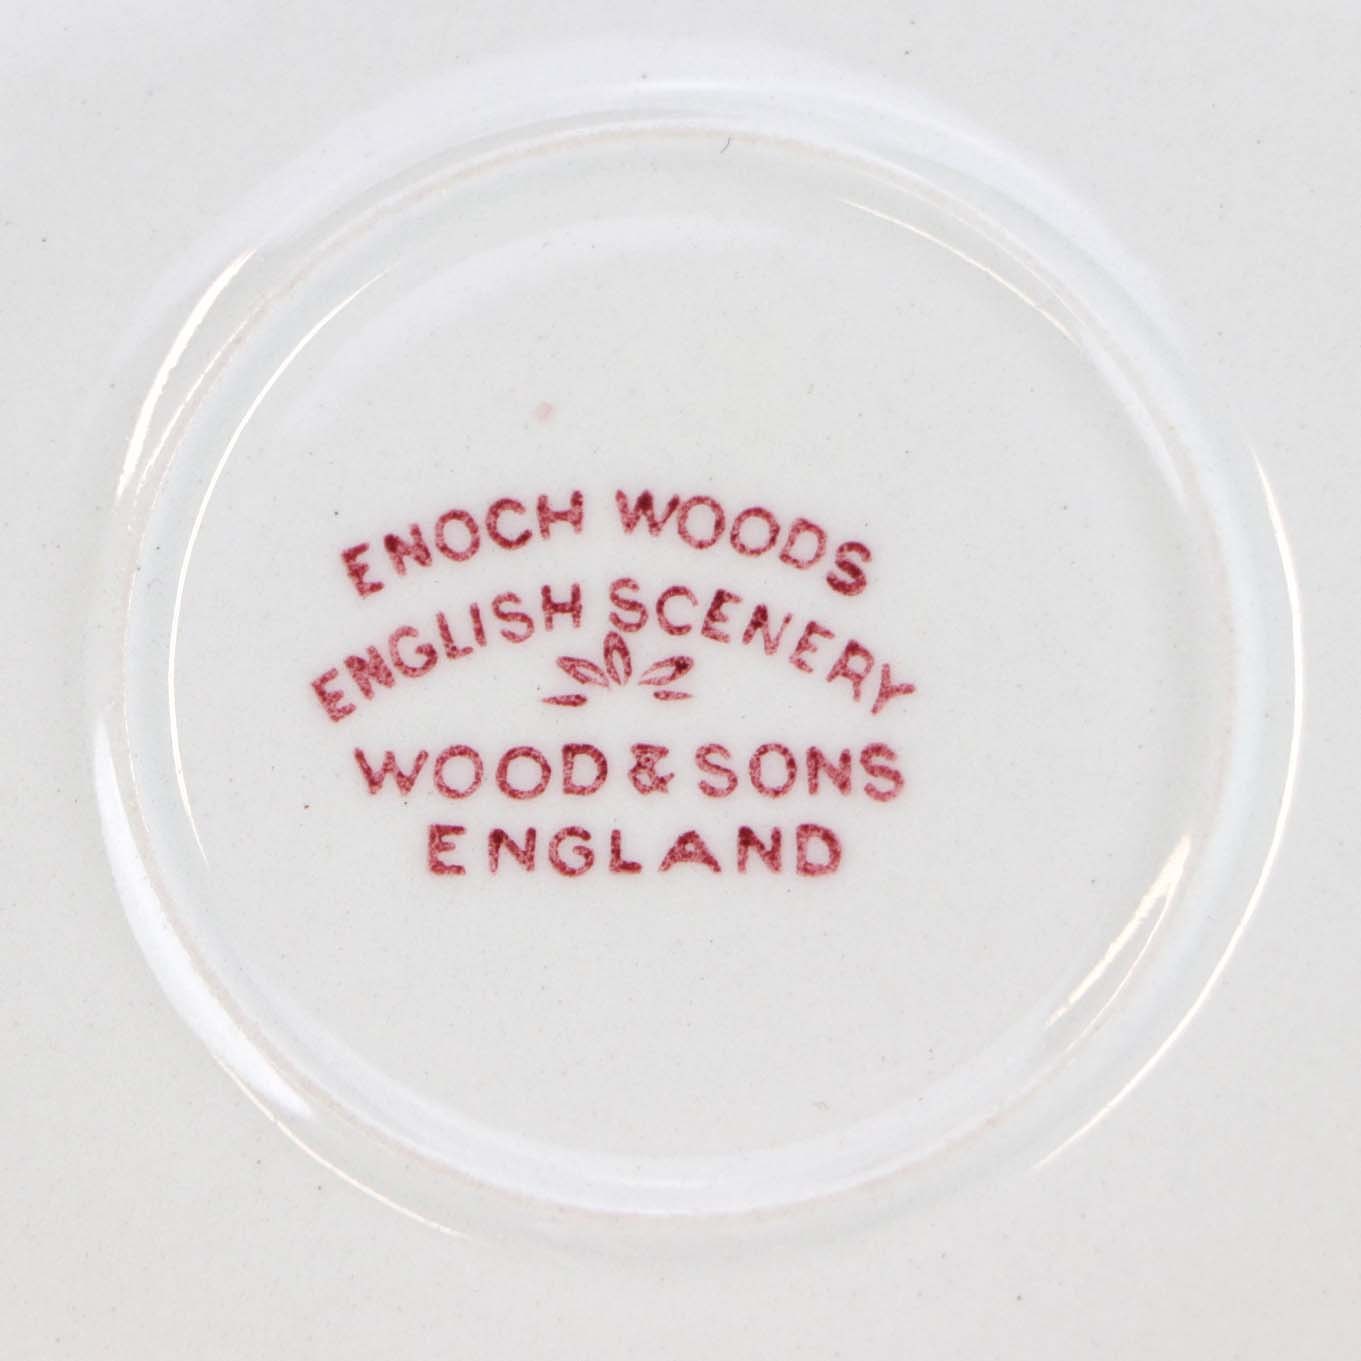 ENOCH WOODS
ENGLISH SCENERY
WOOD & SONS
ENGLAND